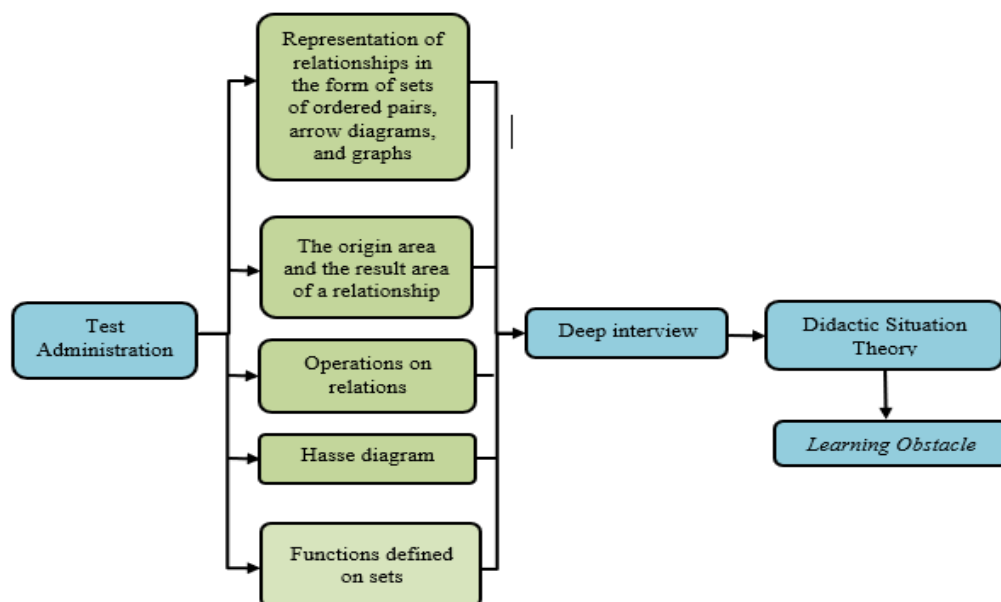 Representation of
relationships in
the form of sets
of ordered pairs,
arrow diagrams,
and graphs
The origin area
and the result area
of a relationship
Test
Administration
Deep interview
Didactic Situation
Theory
Operations on
relations
Learning Obstacle
Hasse diagram
Functions defined
on sets